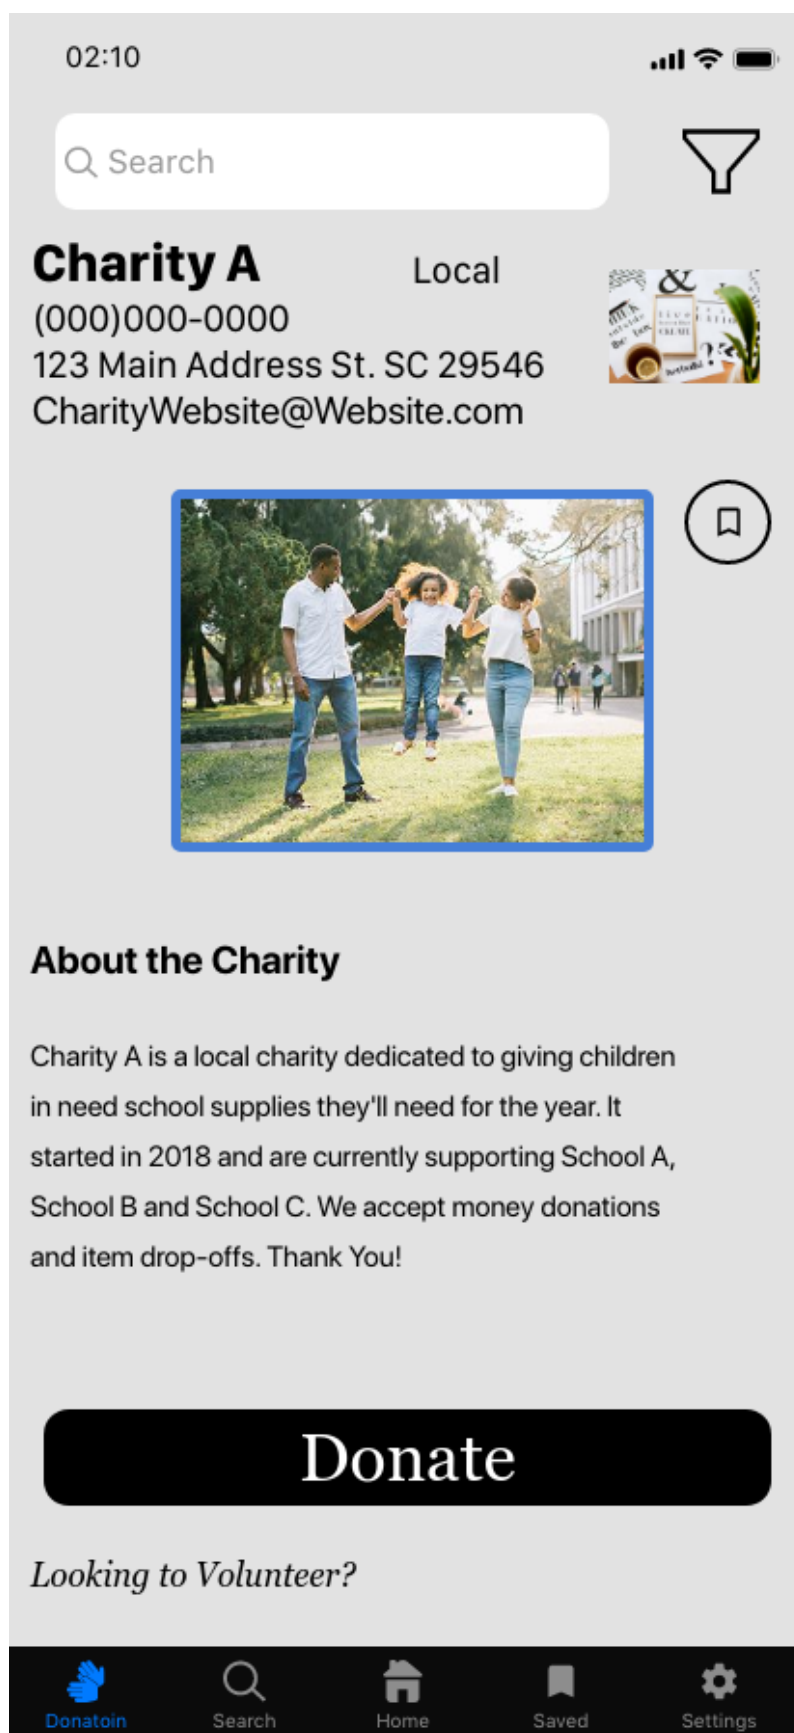 02:10
Search
Charity A
Local
(000)000-0000
123 Main Address St. SC 29546
CharityWebsite@Website.com
&
About the Charity
Charity A is a local charity dedicated to giving children
in need school supplies they'll need for the year. It
started in 2018 and are currently supporting School A,
School B and School C. We accept money donations
and item drop-offs. Thank You!
Donate
Looking to Volunteer?
Donatoin
Search
Home
Saved
Settings